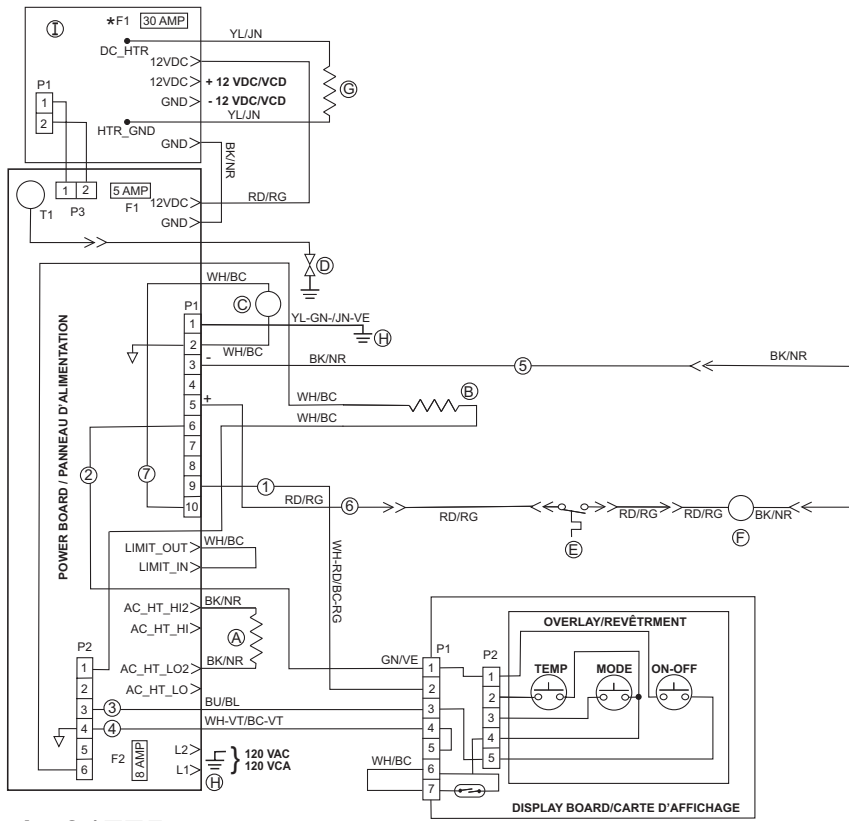 Ⓘ *F1 30 AMP
YL/JN
DC_HTR
12VDC
12VDC + 12 VDC/VCD
GND - 12 VDC/VCD
Ⓖ
P1
1
2
YL/JN
HTR_GND
GND
BK/NR
T1
1 2
P3
5 AMP
F1
12VDC
RD/RG
GND
Ⓓ
WH/BC
Ⓒ
P1
1
2
3
4
5
6
7
8
9
10
YL-GN-/JN-VE
Ⓗ
WH/BC
-
BK/NR
⑤
BK/NR
POWER BOARD / PANNEAU D'ALIMENTATION
+
WH/BC
Ⓑ
WH/BC
②
⑦
①
RD/RG
⑥
RD/RG
Ⓔ
RD/RG
RD/RG
Ⓕ
BK/NR
WH-RD/BC-RG
LIMIT_OUT
WH/BC
LIMIT_IN
AC_HT_HI2
BK/NR
AC_HT_HI
Ⓐ
AC_HT_LO2
BK/NR
AC_HT_LO
GN/VE
P2
1
2
3
4
5
6
③
BU/BL
④
WH-VT/BC-VT
F2
8 AMP
L2
L1
Ⓗ
120 VAC
120 VCA
WH/BC
P1
1
2
3
4
5
6
7
P2
1
2
3
4
5
OVERLAY/REVÊTRMENT
TEMP MODE ON-OFF
DISPLAY BOARD/CARTE D'AFFICHAGE